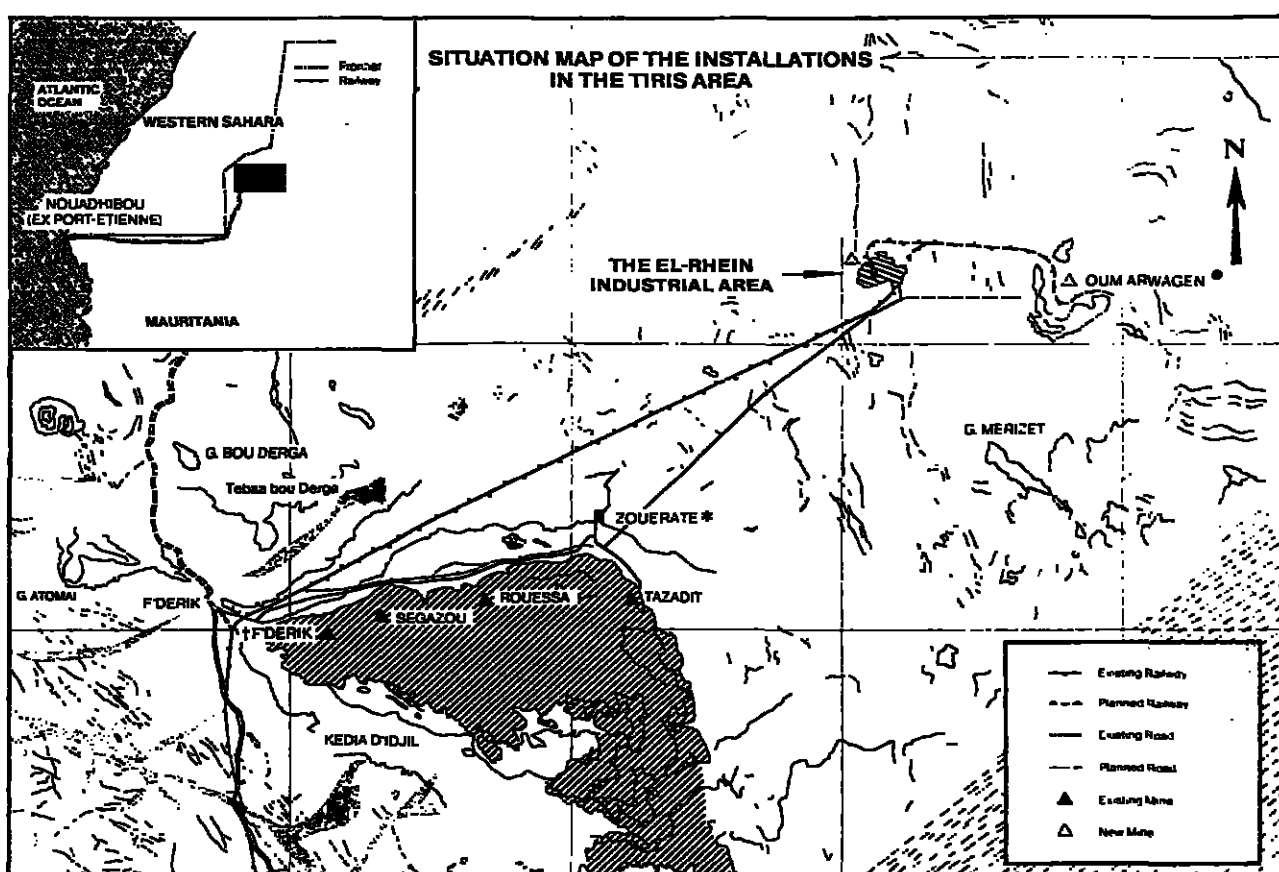 SITUATION MAP OF THE INSTALLATIONS
IN THE TIRIS AREA
Frontier
Railway
ATLANTIC
OCEAN
WESTERN SAHARA
NOUADHIBOU
(EX PORT-ETIENNE)
MAURITANIA
N
THE EL-RHEIN
INDUSTRIAL AREA
OUM ARWAGEN
G. MERIZET
G. BOU DERGA
Tebaa bou Derga
ZOUERATE *
G. ATOMAI
F'DERIK
ROUESSA
TAZADIT
SEGAZOU
†F'DERIK
KEDIA D'IDJIL
Existing Railway
Planned Railway
Existing Road
Planned Road
Existing Mine
New Mine